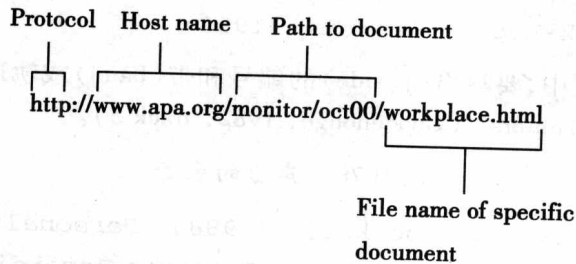 Protocol Host name Path to document
http://www.apa.org/monitor/oct00/workplace.html
File name of specific
document